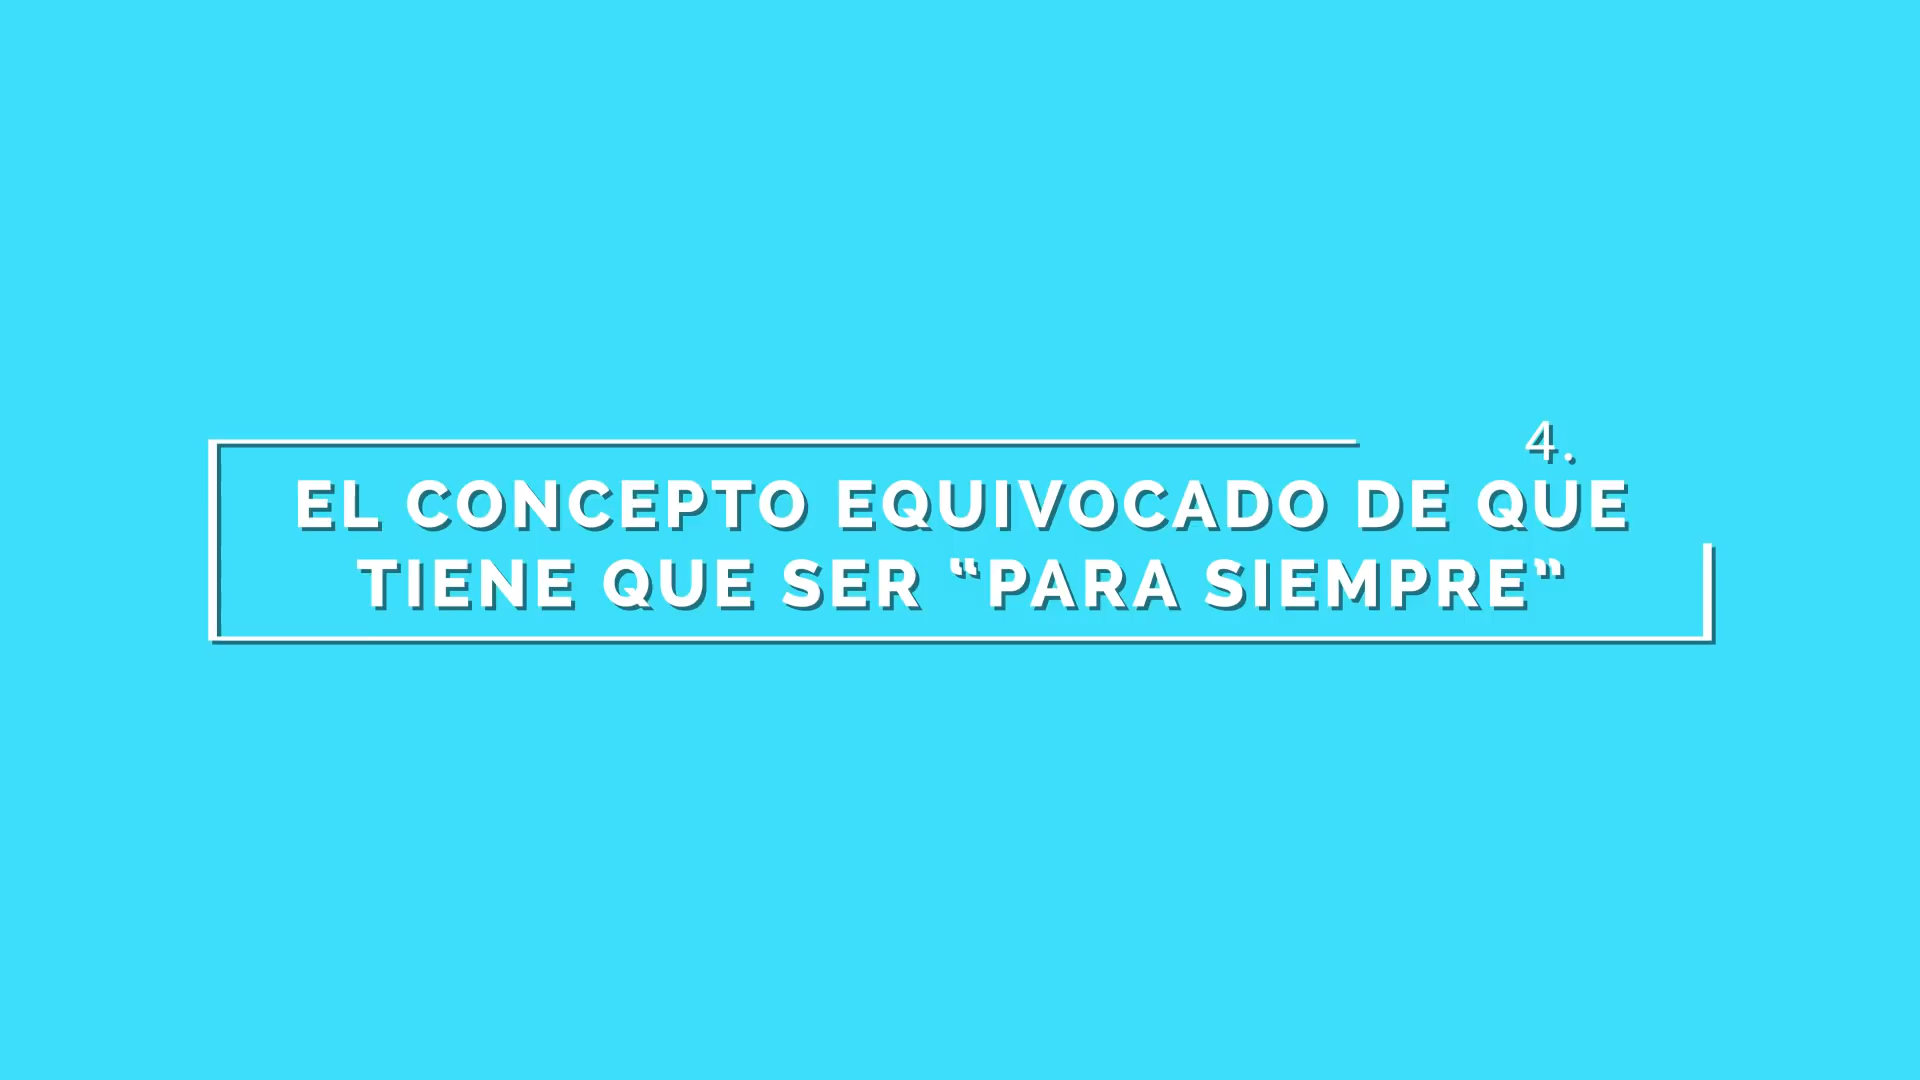 4.
EL CONCEPTO EQUIVOCADO DE QUE
TIENE QUE SER “PARA SIEMPRE”